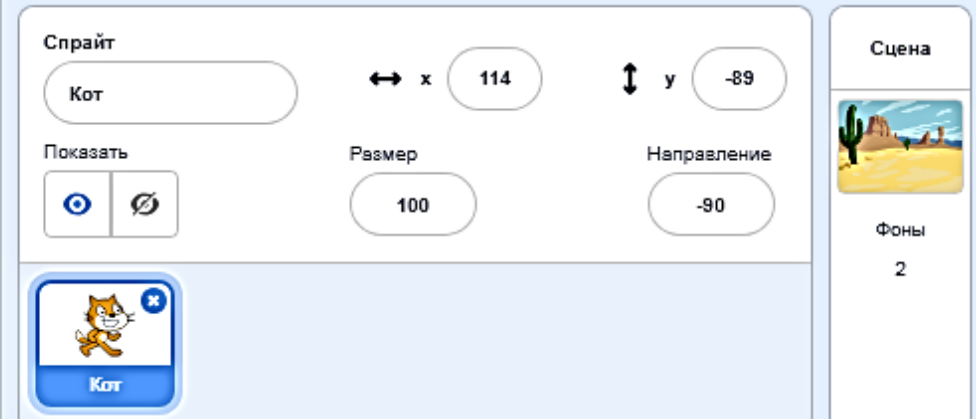 Спрайт
Кот
x 114
y -89
Показать
Размер
100
Направление
-90
Кот
Сцена
Фоны
2